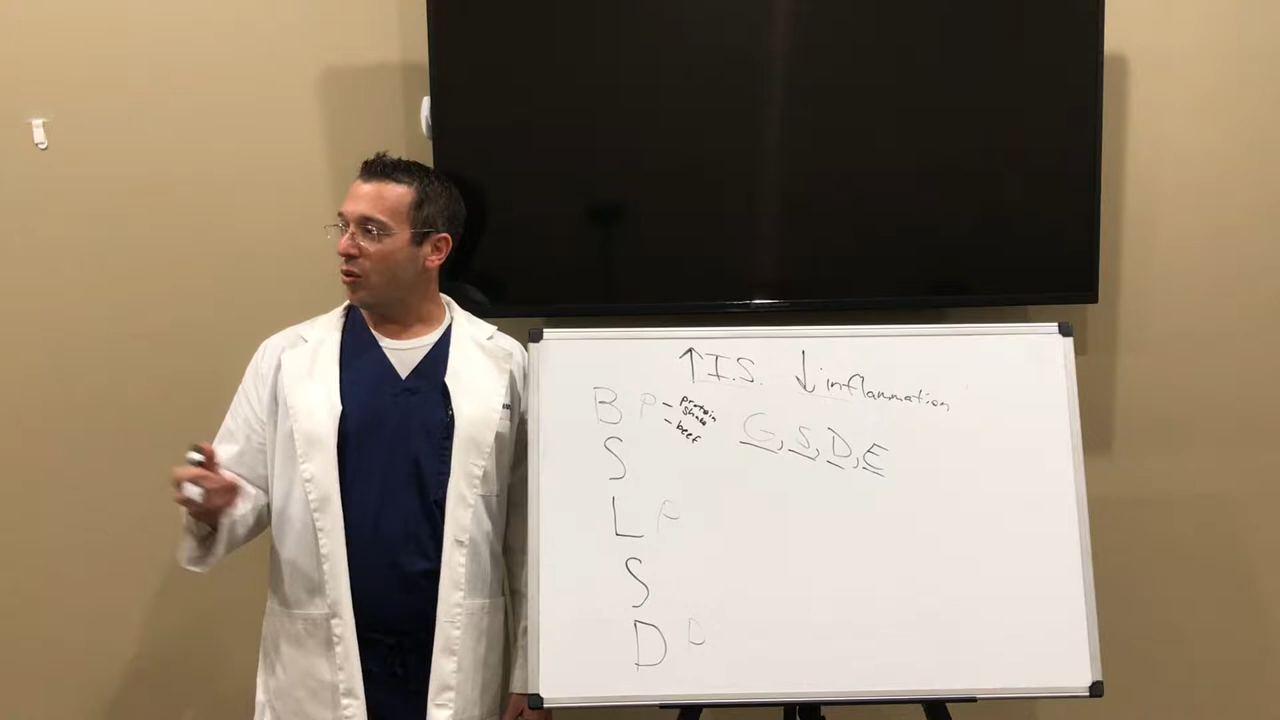 ↑ I.S. ↓ inflammation
B P - protein
shake
- beef
G, S, D, E
S
L P
S
D P